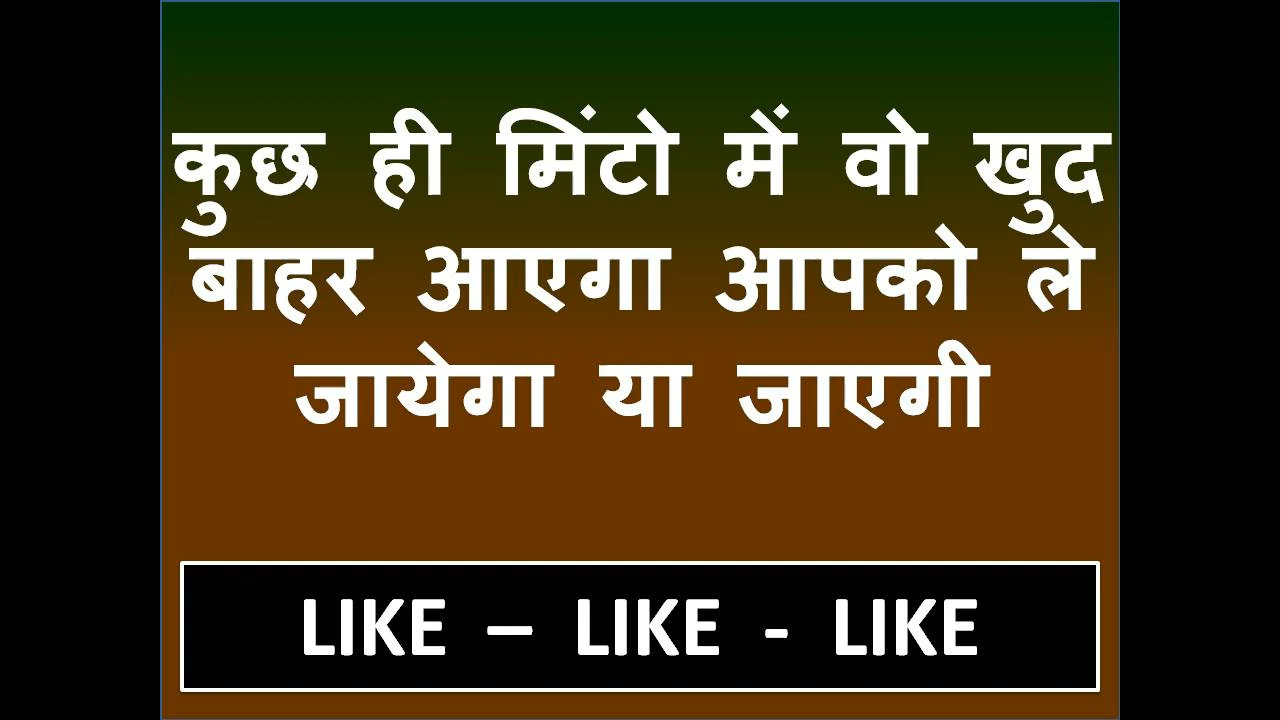 कुछ ही मिंटो में वो खुद
बाहर आएगा आपको ले
जायेगा या जाएगी
LIKE – LIKE - LIKE